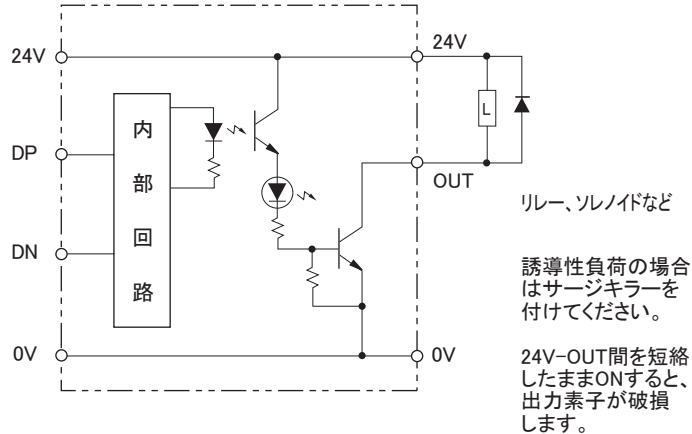 24V
24V
DP
内部回路
L
OUT
DN
0V
0V
リレー、ソレノイドなど
誘導性負荷の場合
はサージキラーを
付けてください。
24V-OUT間を短絡
したままONすると、
出力素子が破損
します。